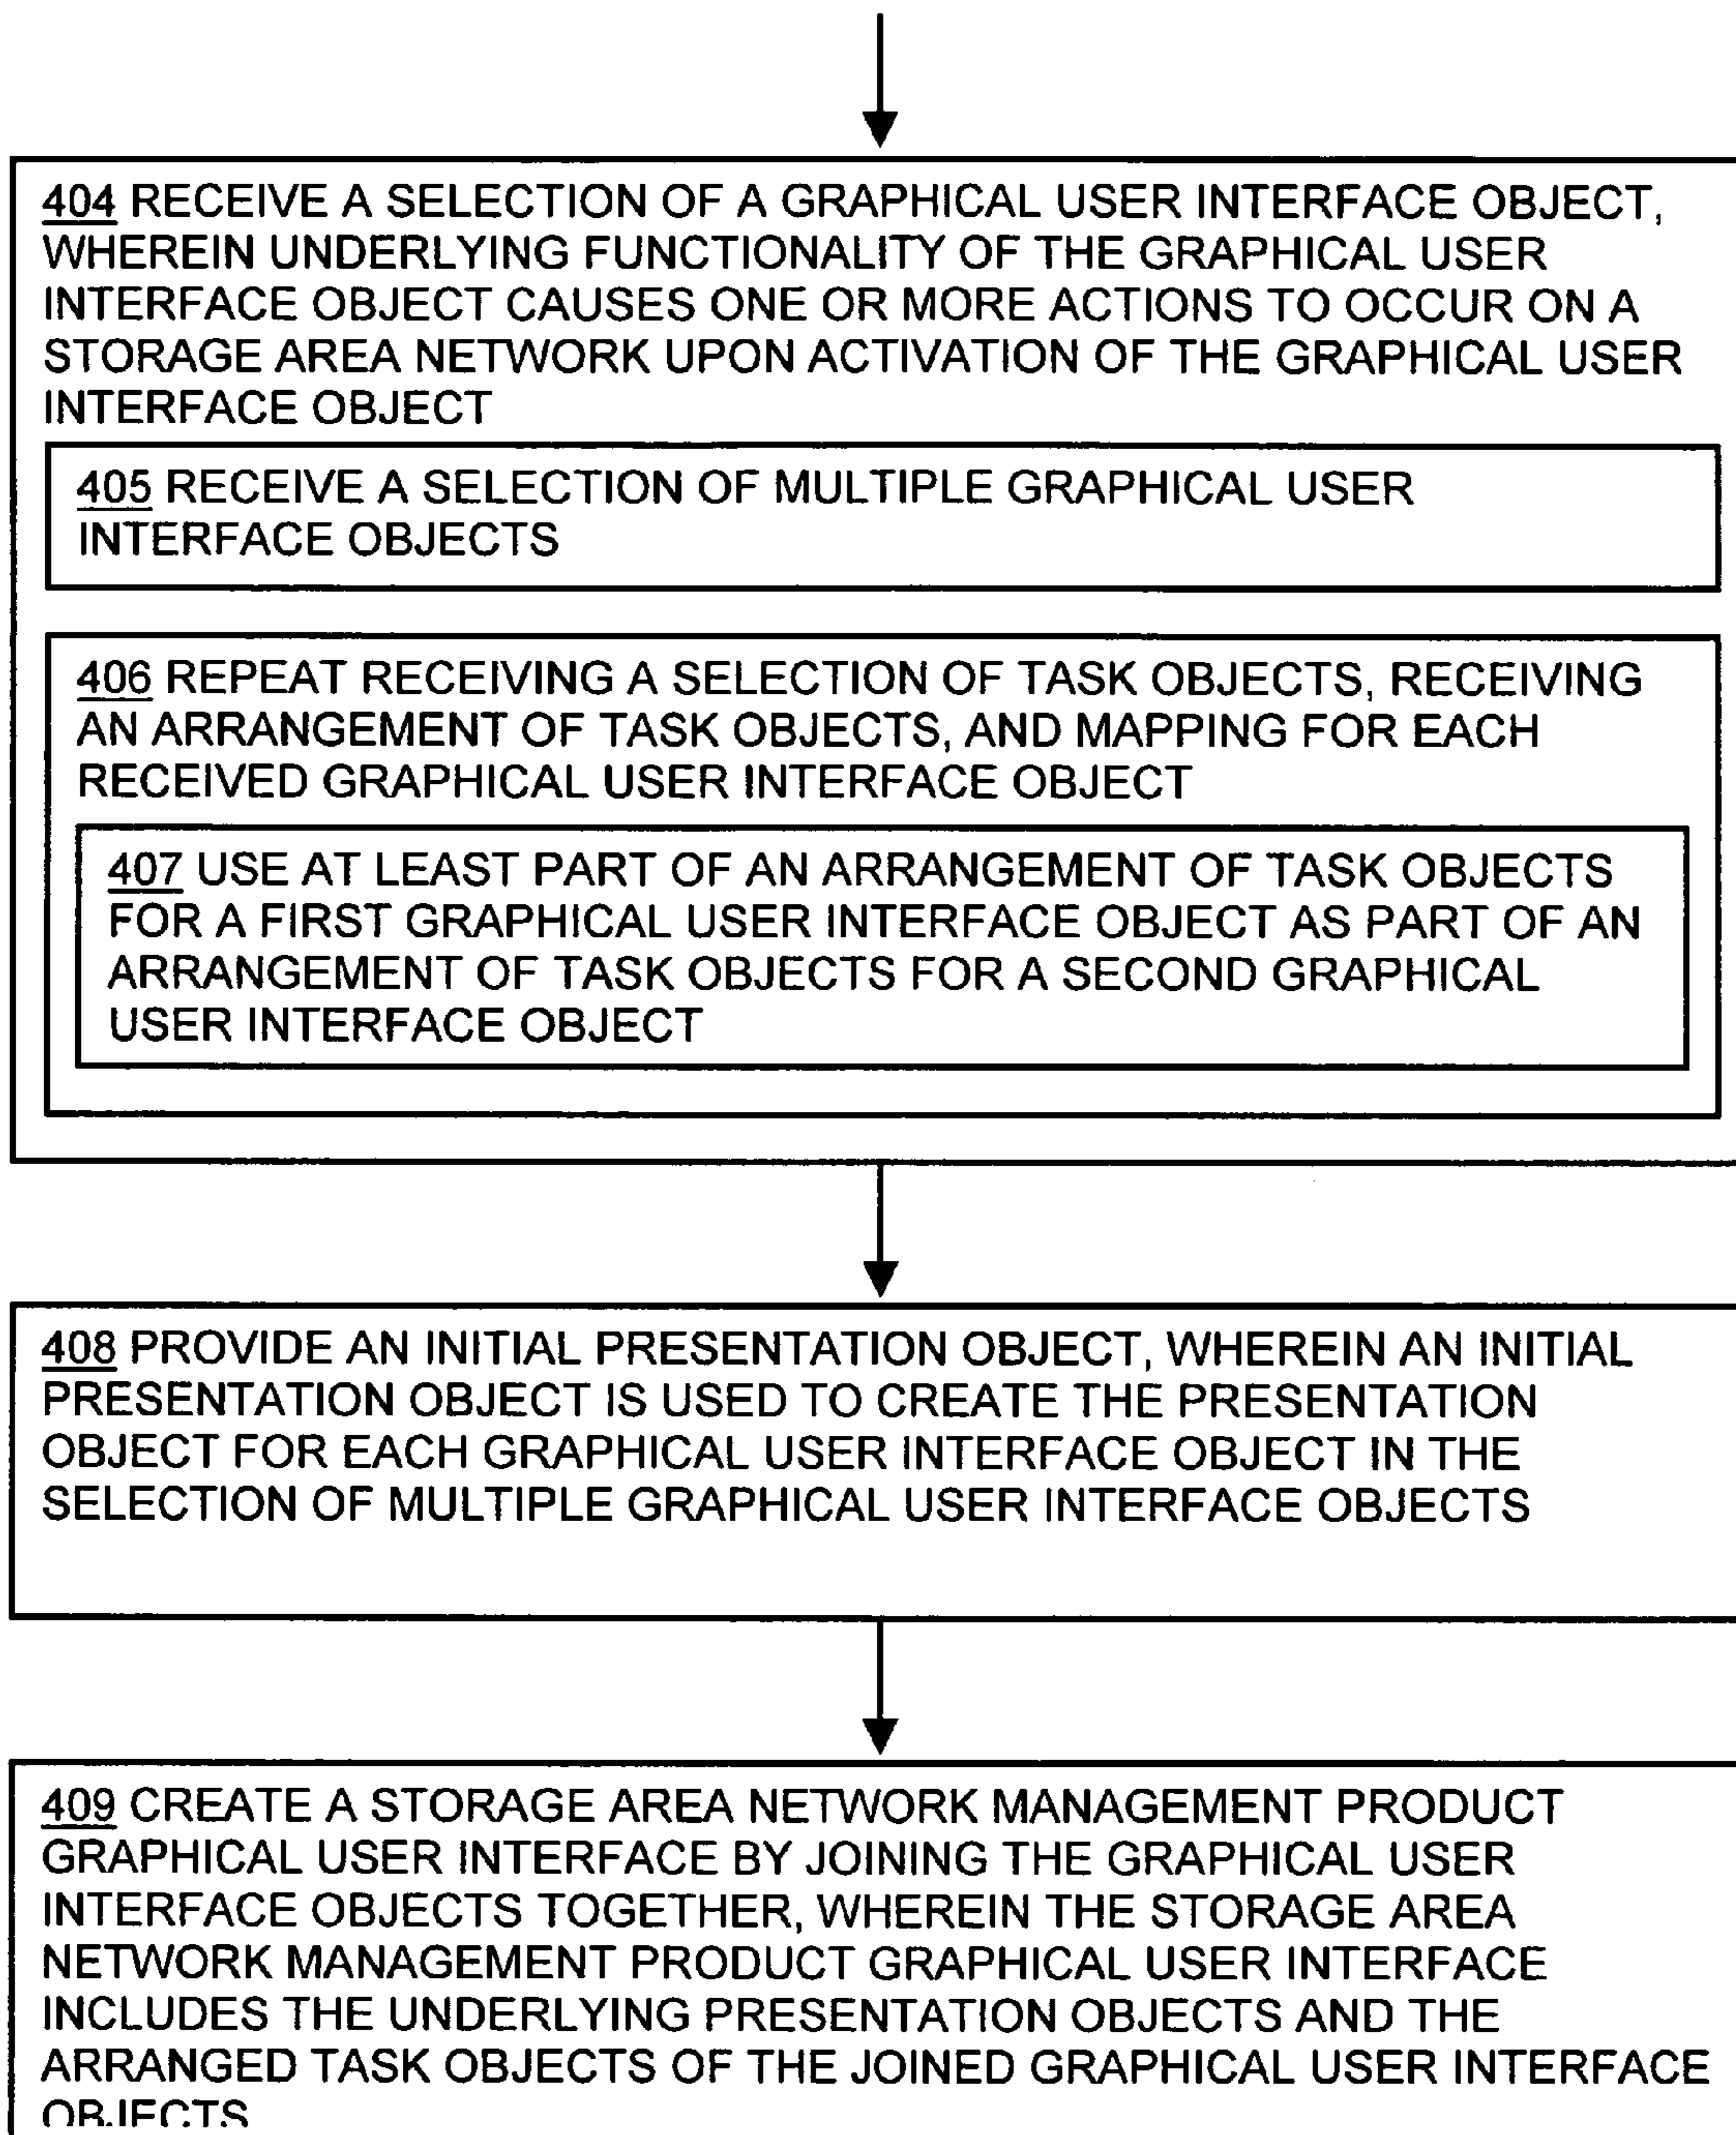 404 RECEIVE A SELECTION OF A GRAPHICAL USER INTERFACE OBJECT,
WHEREIN UNDERLYING FUNCTIONALITY OF THE GRAPHICAL USER
INTERFACE OBJECT CAUSES ONE OR MORE ACTIONS TO OCCUR ON A
STORAGE AREA NETWORK UPON ACTIVATION OF THE GRAPHICAL USER
INTERFACE OBJECT
405 RECEIVE A SELECTION OF MULTIPLE GRAPHICAL USER
INTERFACE OBJECTS
406 REPEAT RECEIVING A SELECTION OF TASK OBJECTS, RECEIVING
AN ARRANGEMENT OF TASK OBJECTS, AND MAPPING FOR EACH
RECEIVED GRAPHICAL USER INTERFACE OBJECT
407 USE AT LEAST PART OF AN ARRANGEMENT OF TASK OBJECTS
FOR A FIRST GRAPHICAL USER INTERFACE OBJECT AS PART OF AN
ARRANGEMENT OF TASK OBJECTS FOR A SECOND GRAPHICAL
USER INTERFACE OBJECT
408 PROVIDE AN INITIAL PRESENTATION OBJECT, WHEREIN AN INITIAL
PRESENTATION OBJECT IS USED TO CREATE THE PRESENTATION
OBJECT FOR EACH GRAPHICAL USER INTERFACE OBJECT IN THE
SELECTION OF MULTIPLE GRAPHICAL USER INTERFACE OBJECTS
409 CREATE A STORAGE AREA NETWORK MANAGEMENT PRODUCT
GRAPHICAL USER INTERFACE BY JOINING THE GRAPHICAL USER
INTERFACE OBJECTS TOGETHER, WHEREIN THE STORAGE AREA
NETWORK MANAGEMENT PRODUCT GRAPHICAL USER INTERFACE
INCLUDES THE UNDERLYING PRESENTATION OBJECTS AND THE
ARRANGED TASK OBJECTS OF THE JOINED GRAPHICAL USER INTERFACE
OBJECTS